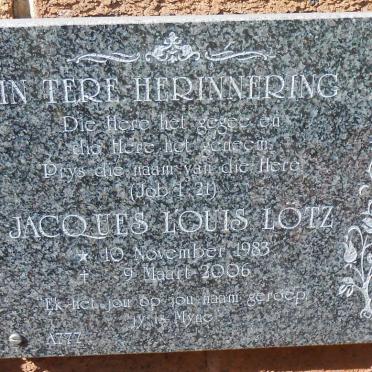 IN TERE HERINNERING
Die Here het gegee en
die Here het geneem.
Prys die naam van die Here
(Job 1:21)
JACQUES LOUIS LOTZ
* 10 November 1983
+ 9 Maart 2006
"Ek het jou op jou naam geroep,
jy is Myne"
A777